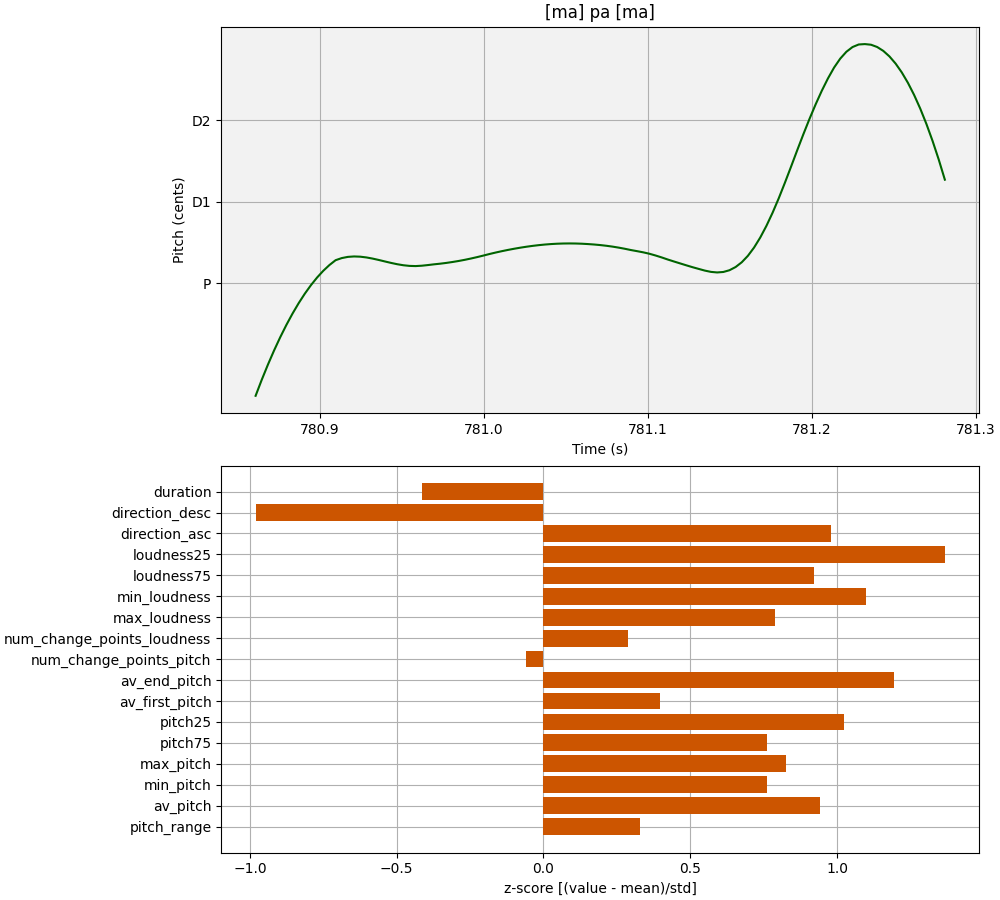 [ma] pa [ma]
Pitch (cents)
D2
D1
P
780.9 781.0 781.1 781.2 781.3
Time (s)
duration
direction_desc
direction_asc
loudness25
loudness75
min_loudness
max_loudness
num_change_points_loudness
num_change_points_pitch
av_end_pitch
av_first_pitch
pitch25
pitch75
max_pitch
min_pitch
av_pitch
pitch_range
−1.0 −0.5 0.0 0.5 1.0
z-score [(value - mean)/std]